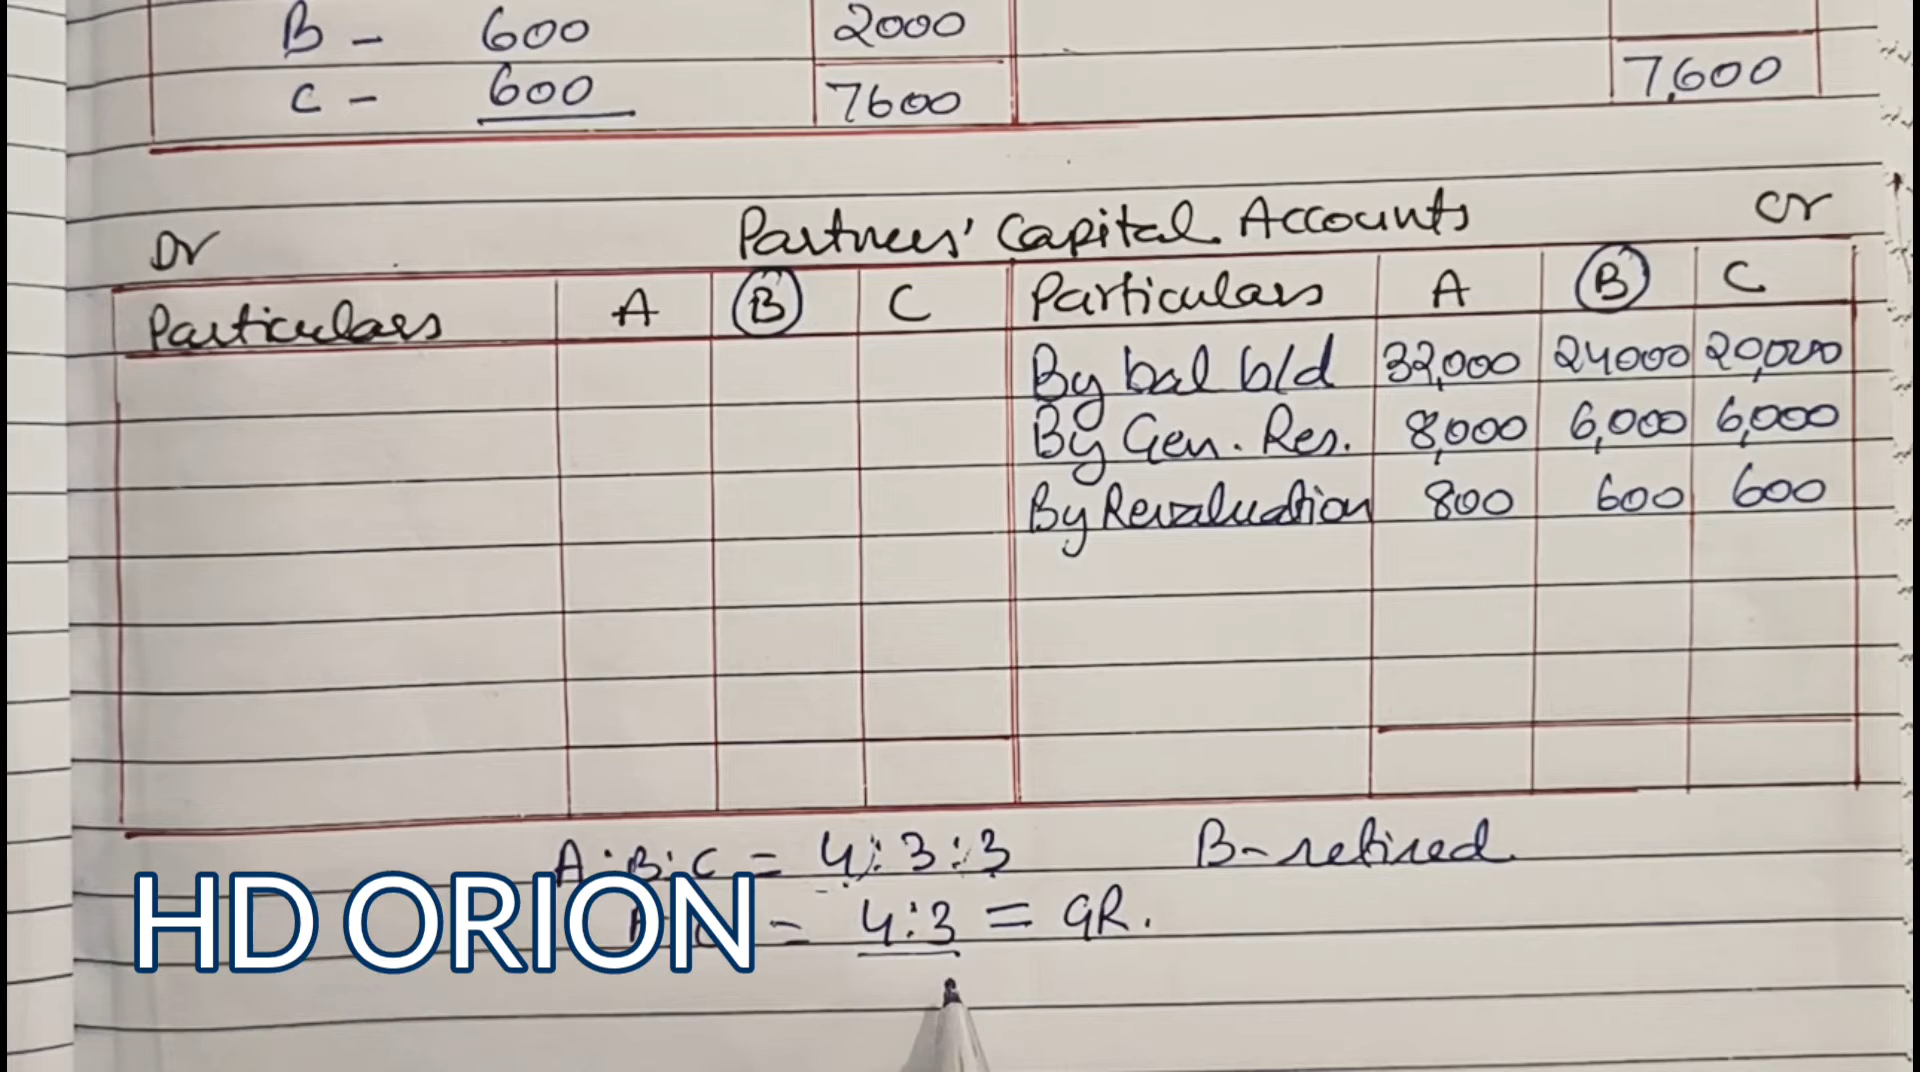 B - 600 2000
C - 600 7600 7,600
Dr Partners' Capital Accounts Cr
Particulars A B C Particulars A B C
By bal b/d 32,000 24000 20,000
By Gen. Res. 8,000 6,000 6,000
By Revaluation 800 600 600
A:B:C = 4:3:3 B-retired
4:3 = GR.
HD ORION